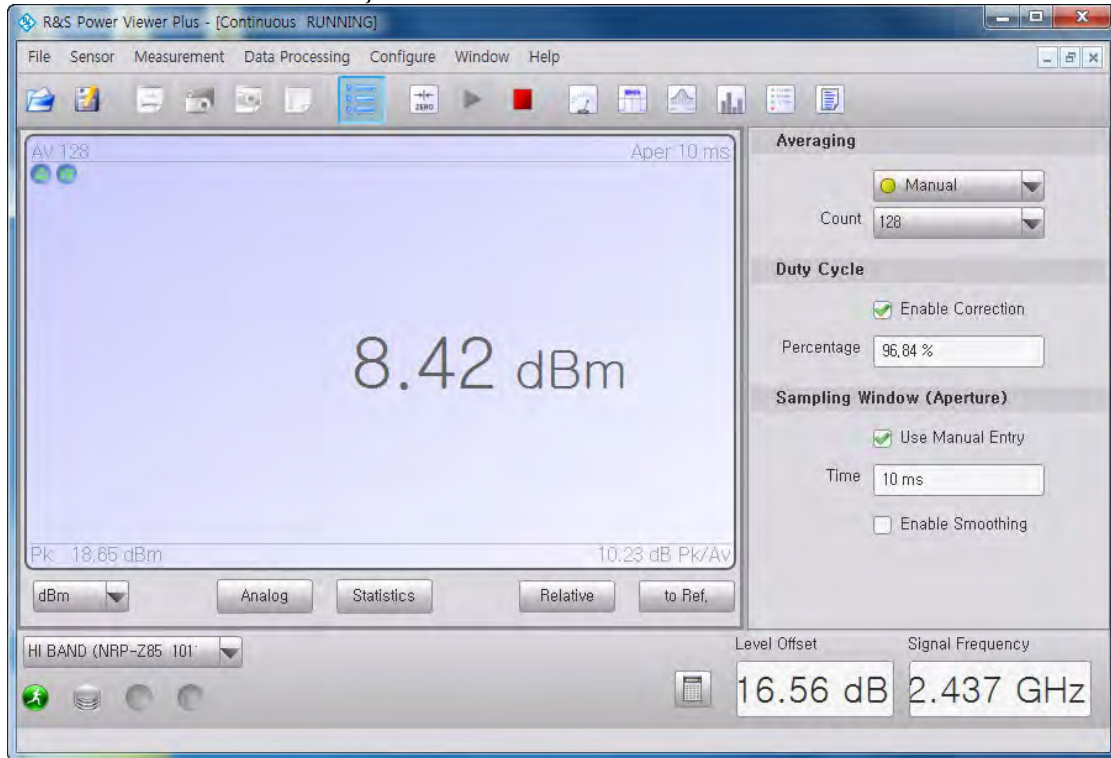 R&S Power Viewer Plus - [Continuous RUNNING]
File Sensor Measurement Data Processing Configure Window Help
ZERO
AV 128 Aper 10 ms
8.42 dBm
Pk 18.65 dBm 10.23 dB Pk/Av
dBm Analog Statistics Relative to Ref.
Averaging
Manual
Count 128
Duty Cycle
Enable Correction
Percentage 96.84 %
Sampling Window (Aperture)
Use Manual Entry
Time 10 ms
Enable Smoothing
HI BAND (NRP-Z85 101
Level Offset Signal Frequency
16.56 dB 2.437 GHz